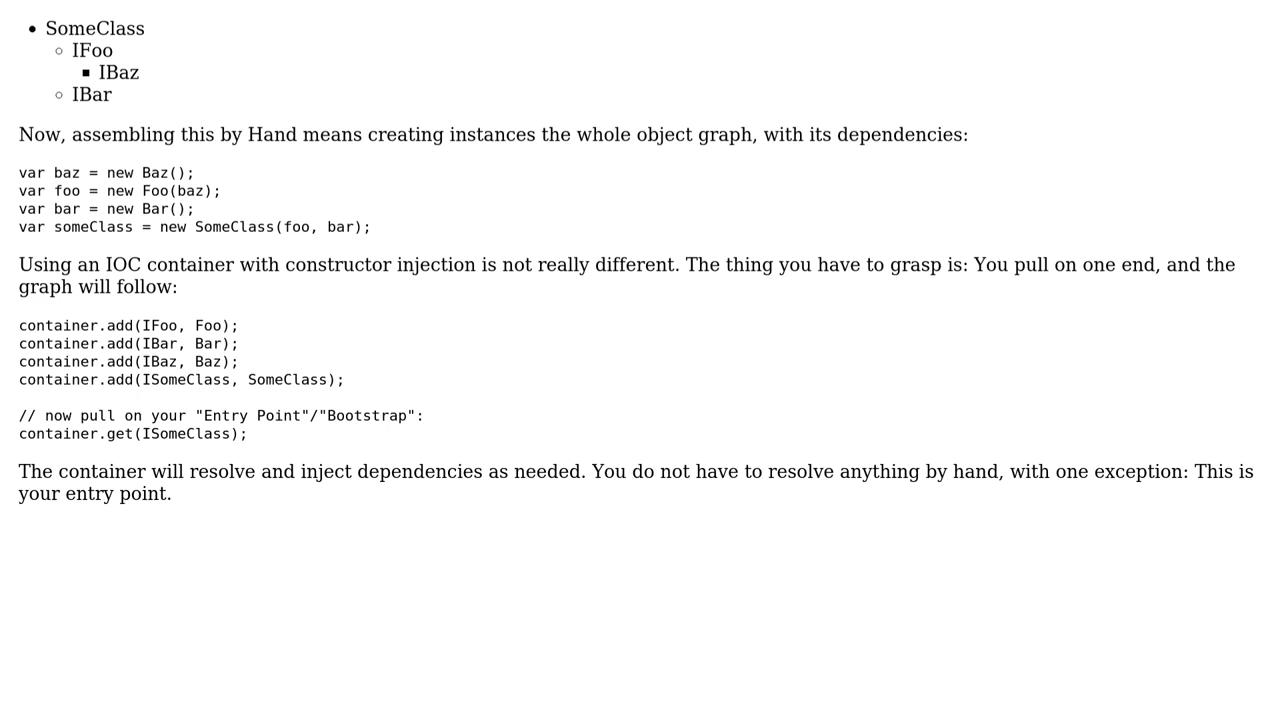 SomeClass
IFoo
IBaz
IBar
Now, assembling this by Hand means creating instances the whole object graph, with its dependencies:
var baz = new Baz();
var foo = new Foo(baz);
var bar = new Bar();
var someClass = new SomeClass(foo, bar);
Using an IOC container with constructor injection is not really different. The thing you have to grasp is: You pull on one end, and the
graph will follow:
container.add(IFoo, Foo);
container.add(IBar, Bar);
container.add(IBaz, Baz);
container.add(ISomeClass, SomeClass);
// now pull on your "Entry Point"/"Bootstrap":
container.get(ISomeClass);
The container will resolve and inject dependencies as needed. You do not have to resolve anything by hand, with one exception: This is
your entry point.